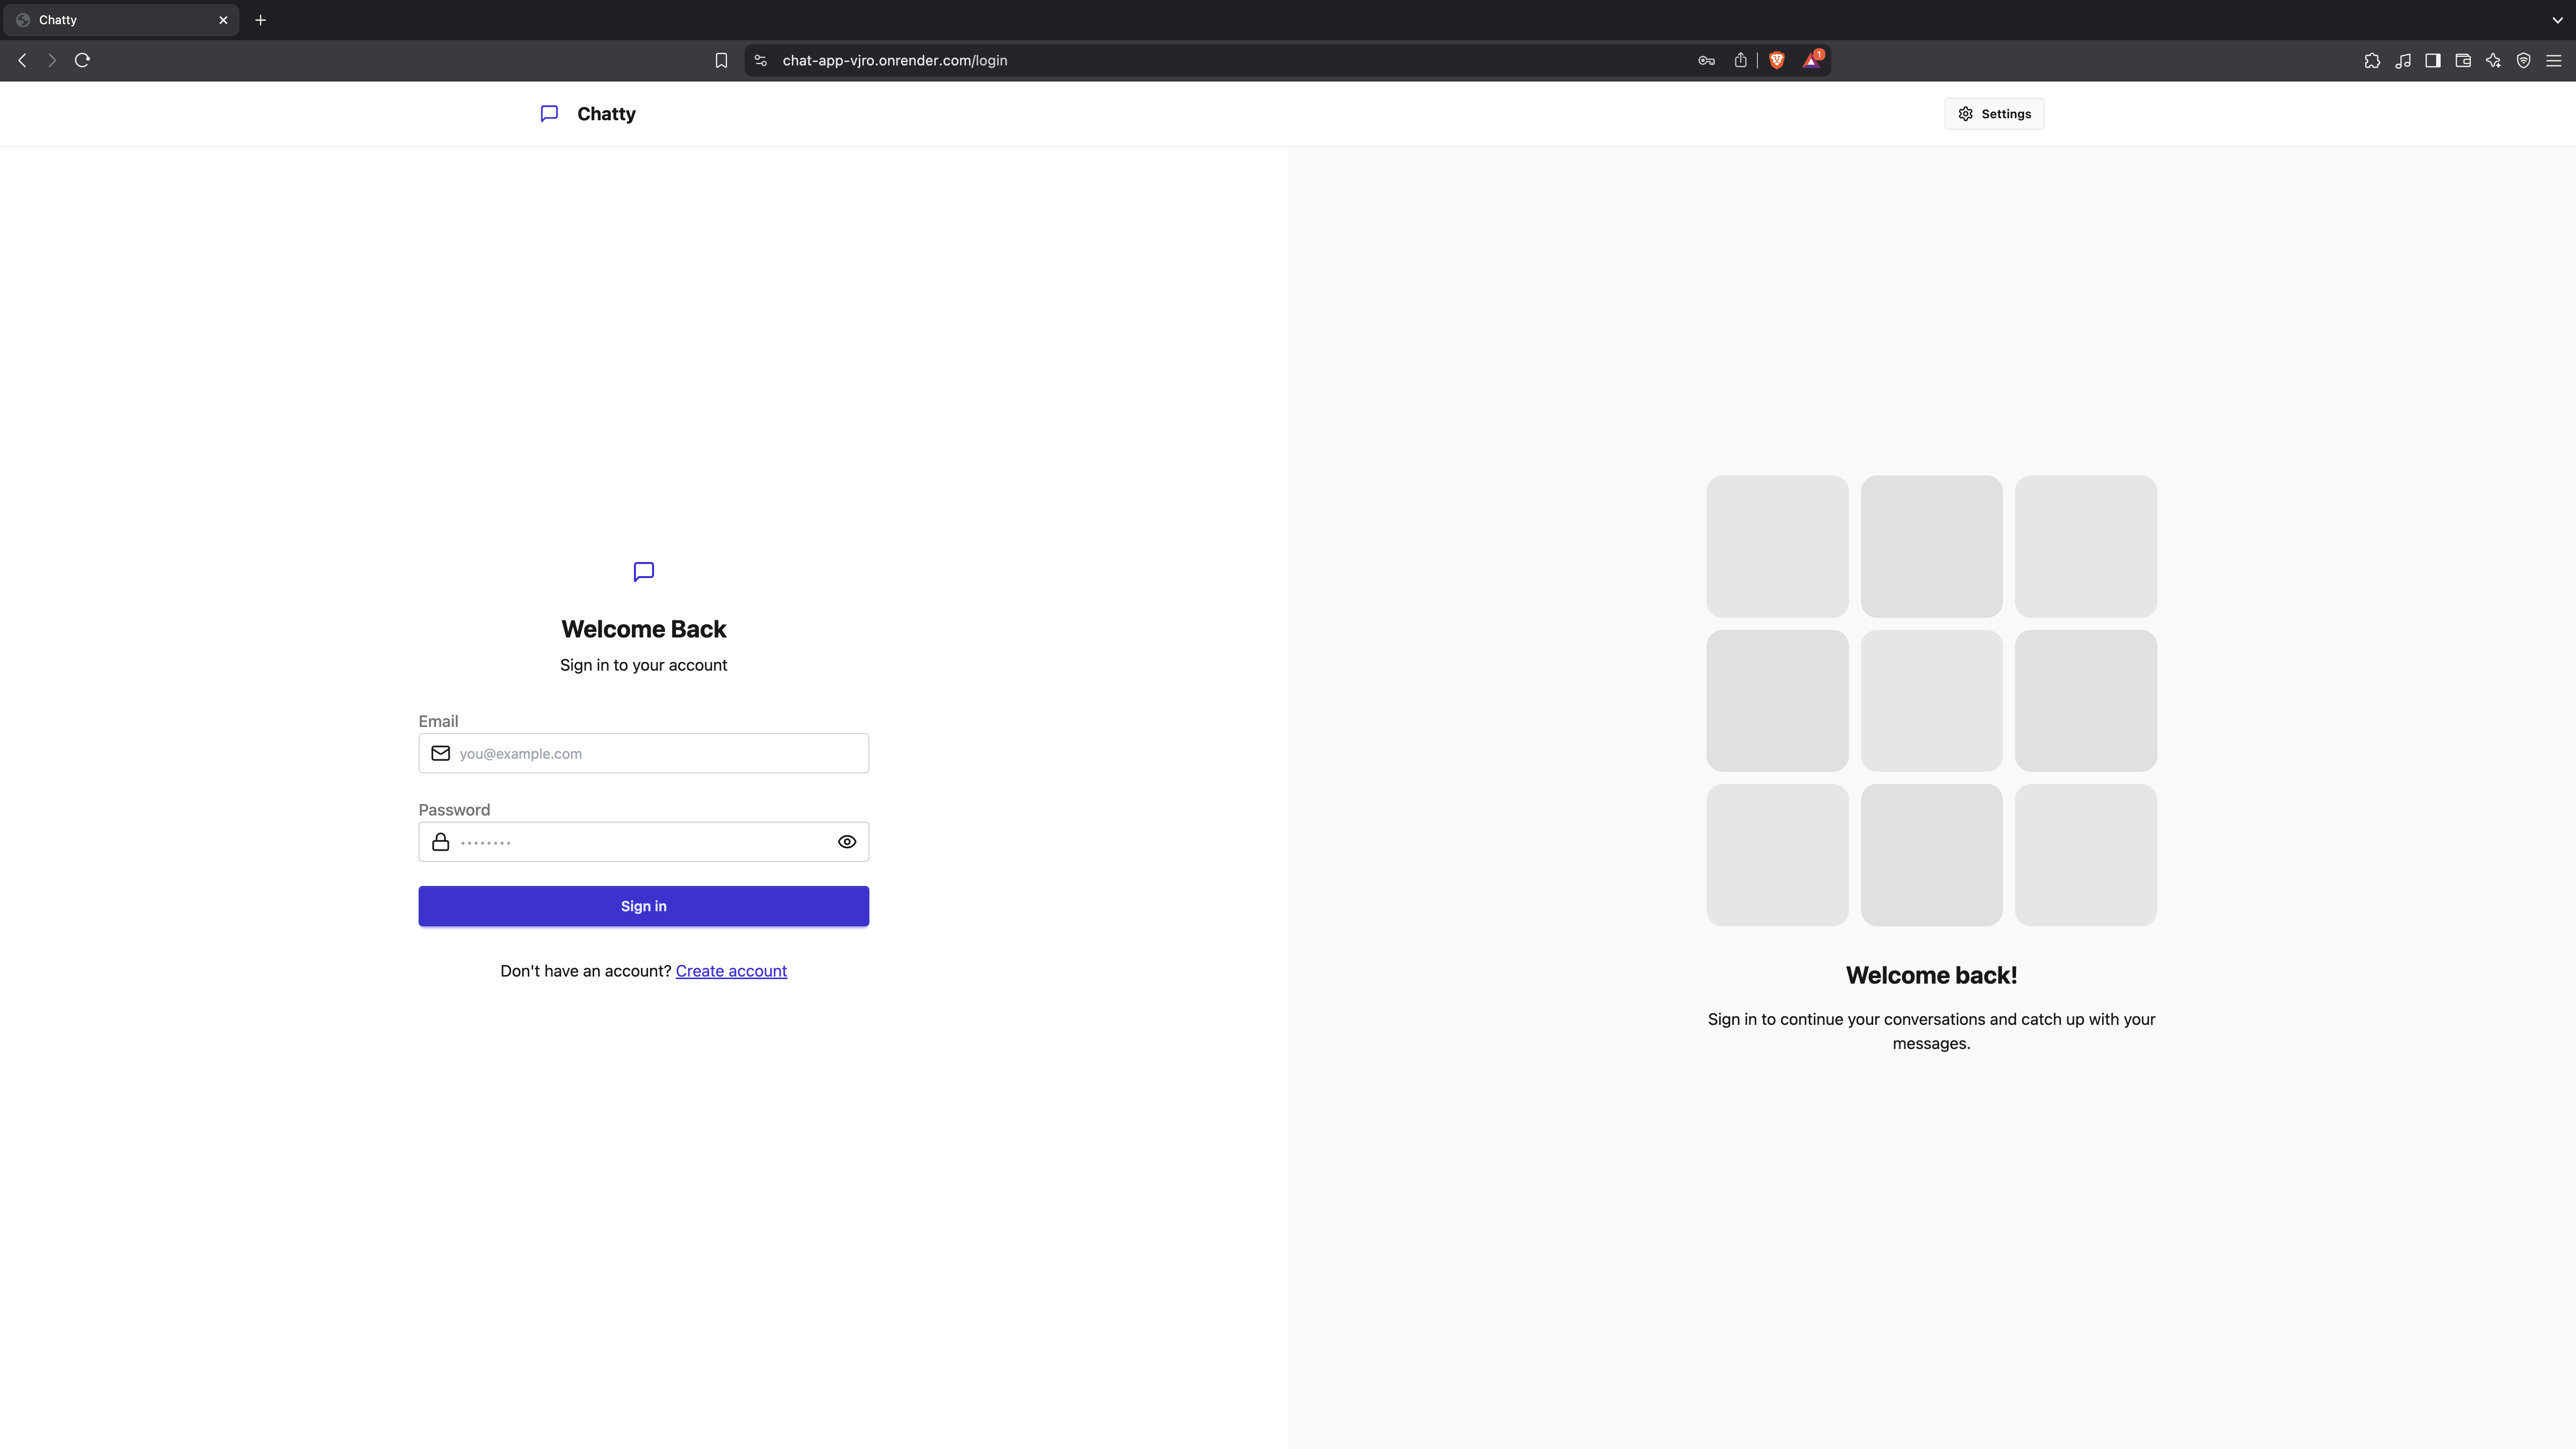 Chatty
chat-app-vjro.onrender.com/login
1
Chatty
Settings
Welcome Back
Sign in to your account
Email
you@example.com
Password
••••••••
Sign in
Don't have an account? Create account
Welcome back!
Sign in to continue your conversations and catch up with your
messages.